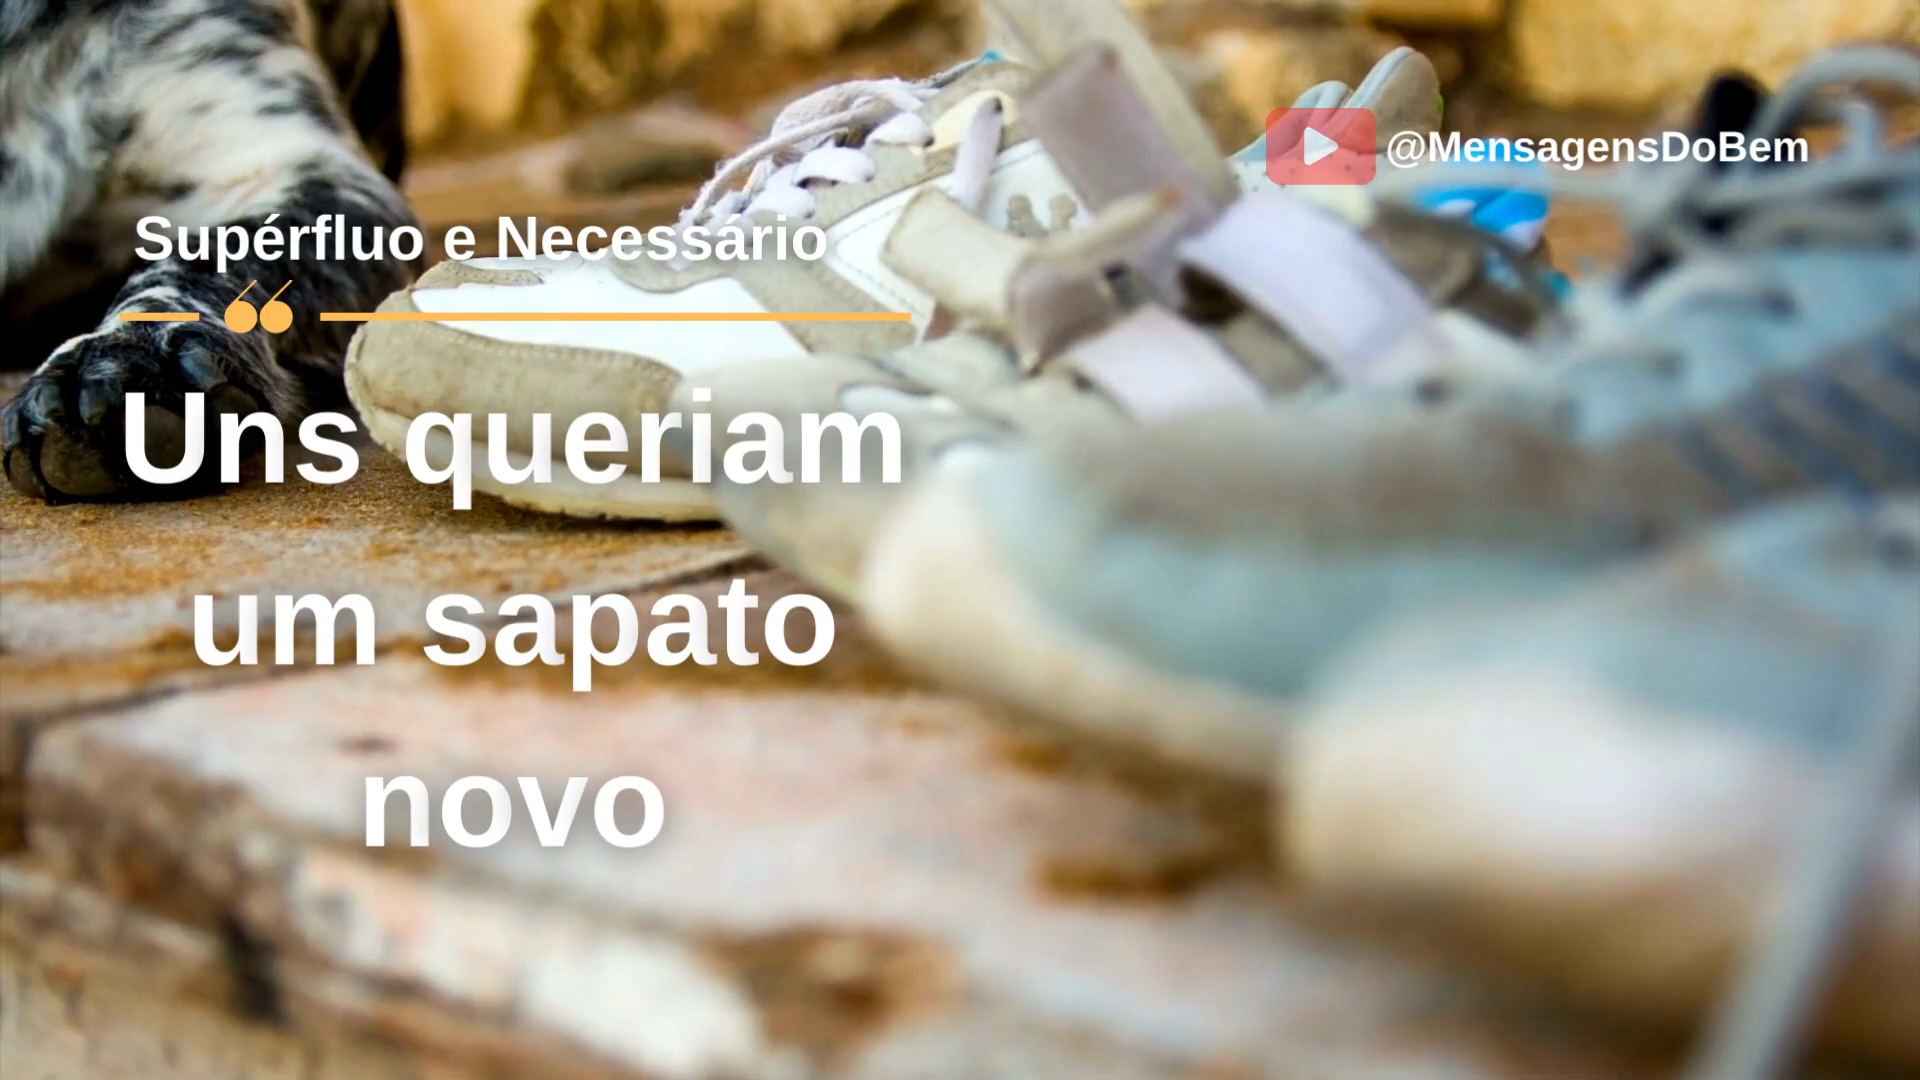 @MensagensDoBem
Supérfluo e Necessário
Uns queriam
um sapato
novo